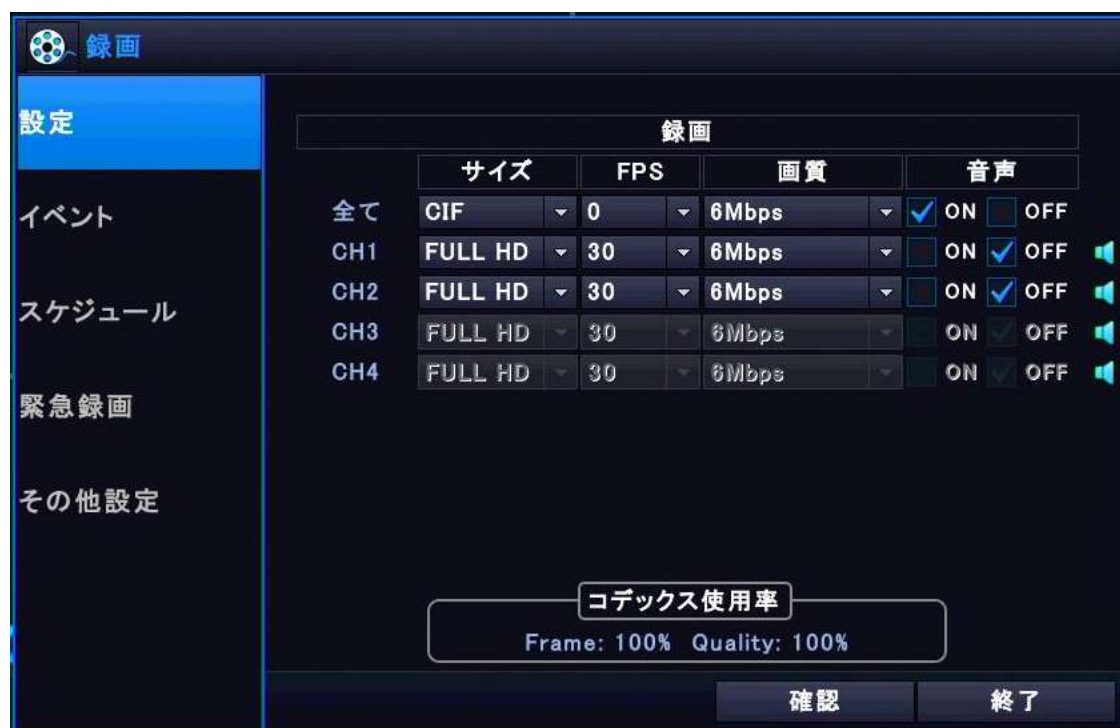 録画
設定
イベント
スケジュール
緊急録画
その他設定
録画
サイズ FPS 画質 音声
全て CIF 0 6Mbps ON OFF
CH1 FULL HD 30 6Mbps ON OFF
CH2 FULL HD 30 6Mbps ON OFF
CH3 FULL HD 30 6Mbps ON OFF
CH4 FULL HD 30 6Mbps ON OFF
コデックス使用率
Frame: 100% Quality: 100%
確認 終了